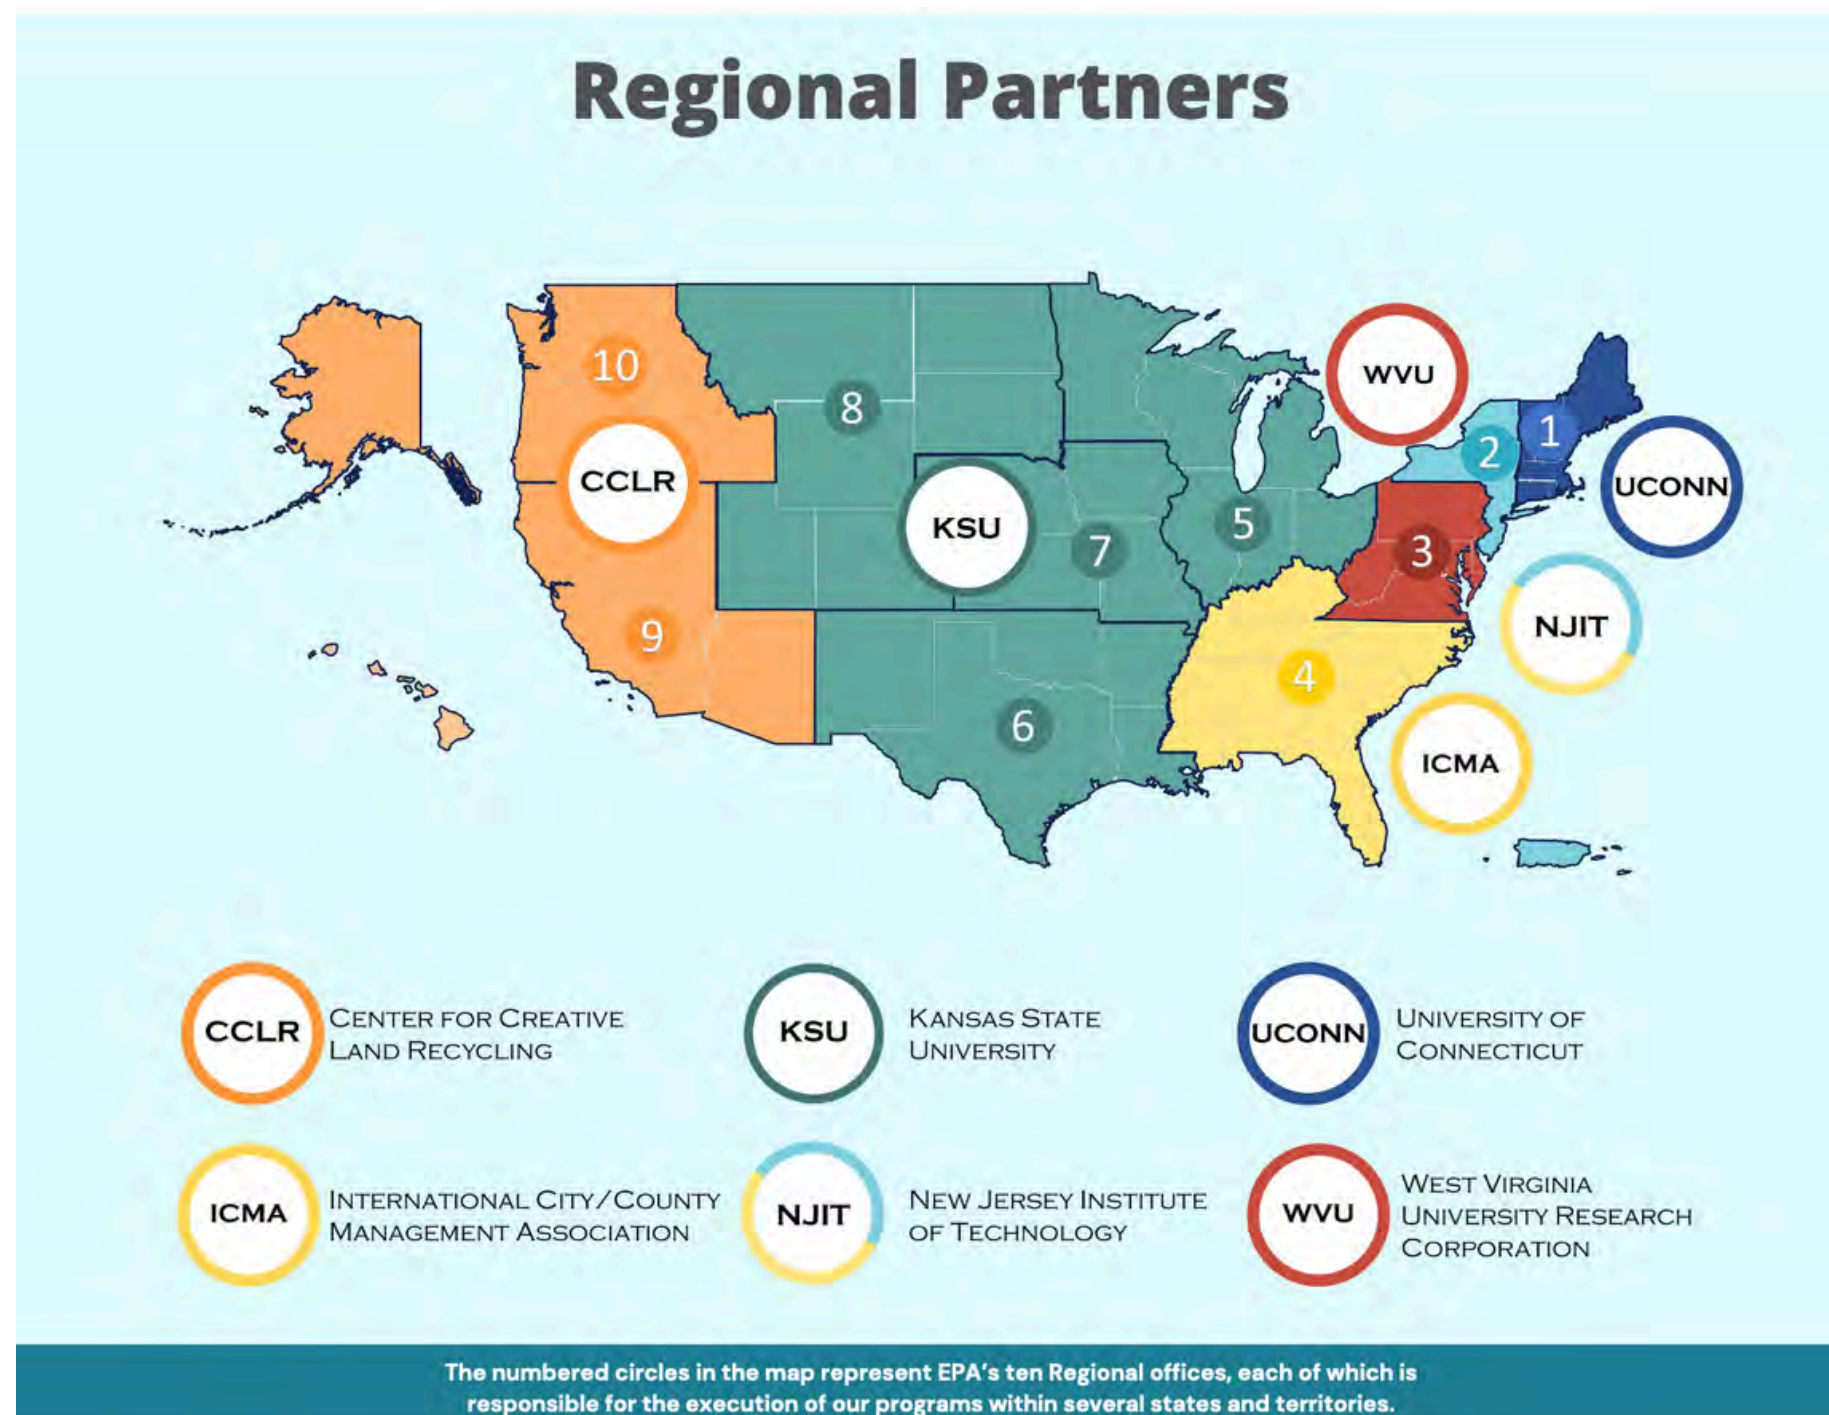 Regional Partners
10
8
WVU
2
1
CCLR
UCONN
KSU
5
7
3
9
NJIT
4
6
ICMA
CCLR
CENTER FOR CREATIVE
LAND RECYCLING
KSU
KANSAS STATE
UNIVERSITY
UCONN
UNIVERSITY OF
CONNECTICUT
ICMA
INTERNATIONAL CITY/COUNTY
MANAGEMENT ASSOCIATION
NJIT
NEW JERSEY INSTITUTE
OF TECHNOLOGY
WVU
WEST VIRGINIA
UNIVERSITY RESEARCH
CORPORATION
The numbered circles in the map represent EPA's ten Regional offices, each of which is
responsible for the execution of our programs within several states and territories.